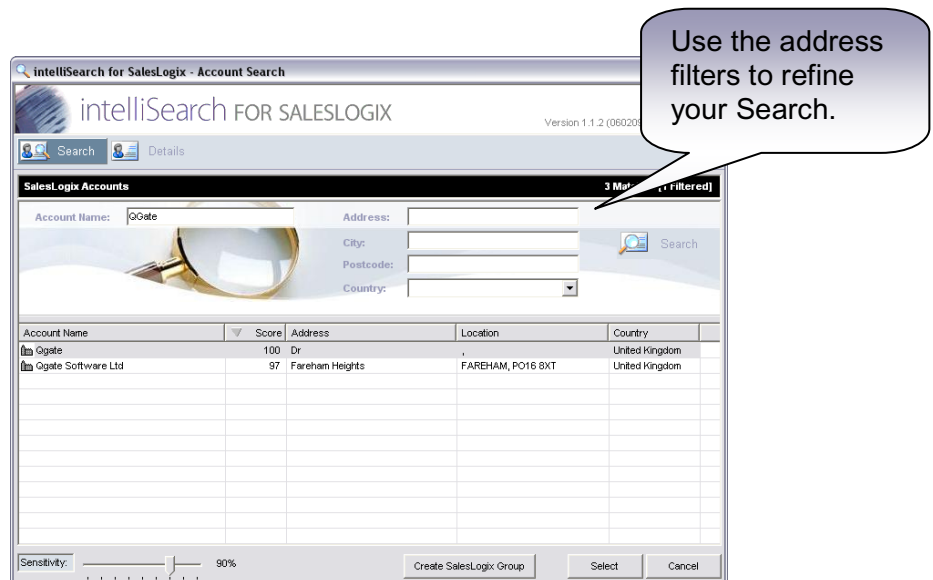 Use the address
filters to refine
your Search.
intelliSearch for SalesLogix - Account Search
intelliSearch FOR SALESLOGIX
Version 1.1.2
Search Details
SalesLogix Accounts 3 [1 Filtered]
Account Name: QGate Address:
City:
Search
Postcode:
Country:
Account Name Score Address Location Country
Qgate 100 Dr , United Kingdom
Qgate Software Ltd 97 Fareham Heights FAREHAM, PO16 8XT United Kingdom
Sensitivity: 90% Create SalesLogix Group Select Cancel